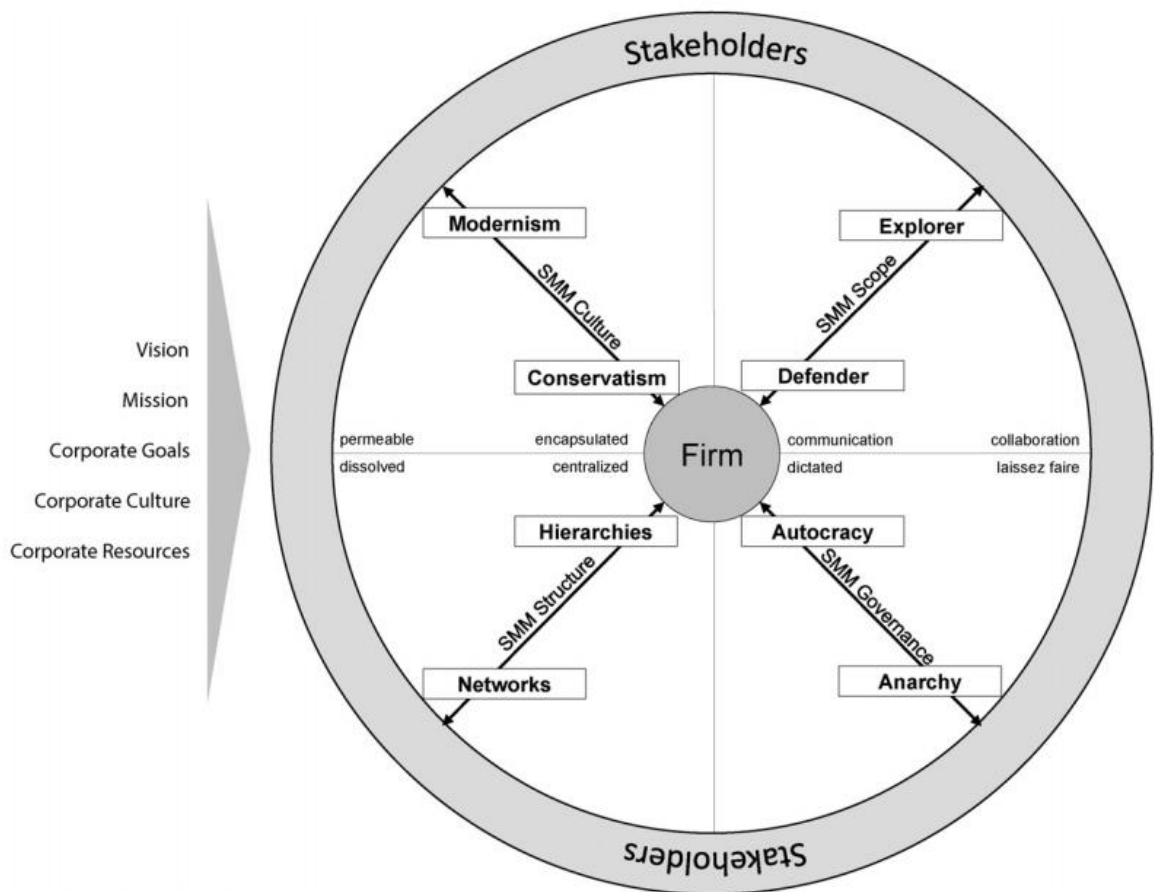 Stakeholders
Modernism
Explorer
SMM Culture
SMM Scope
Conservatism
Defender
Vision
Mission
Corporate Goals
Corporate Culture
Corporate Resources
permeable
encapsulated
communication
collaboration
Firm
dissolved
centralized
dictated
laissez faire
Hierarchies
Autocracy
SMM Structure
SMM Governance
Networks
Anarchy
Stakeholders